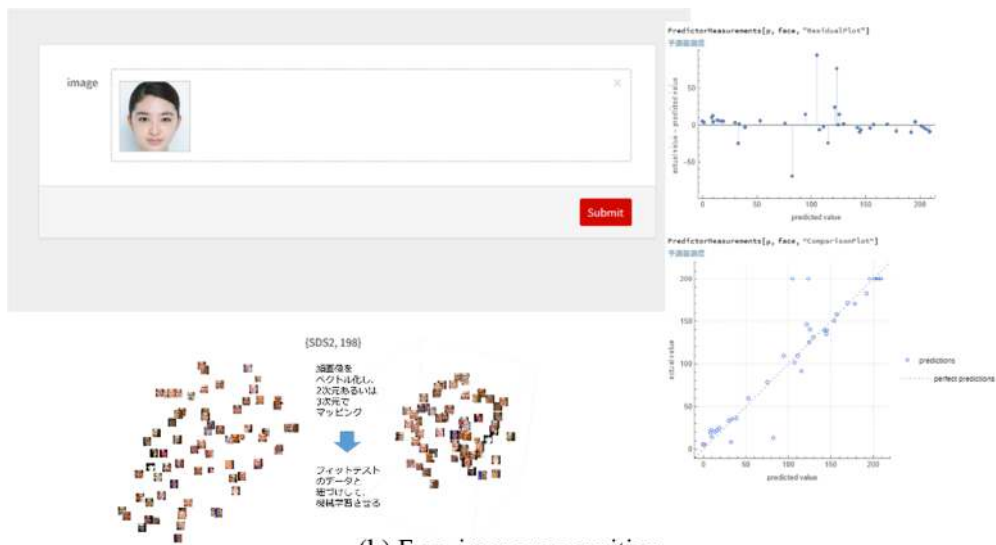 image
×
Submit
PredictorMeasurements[p, face, "ResidualPlot"]
予測器測定
actual value - predicted value
50
0
-50
0
50
100
150
200
predicted value
PredictorMeasurements[p, face, "ComparisonPlot"]
予測器測定
actual value
200
150
100
50
0
0
50
100
150
200
predicted value
predictions
perfect predictions
{SDS2, 198}
顔画像を
ベクトル化し、
2次元あるいは
3次元で
マッピング
フィットテスト
のデータと
紐づけして、
機械学習させる